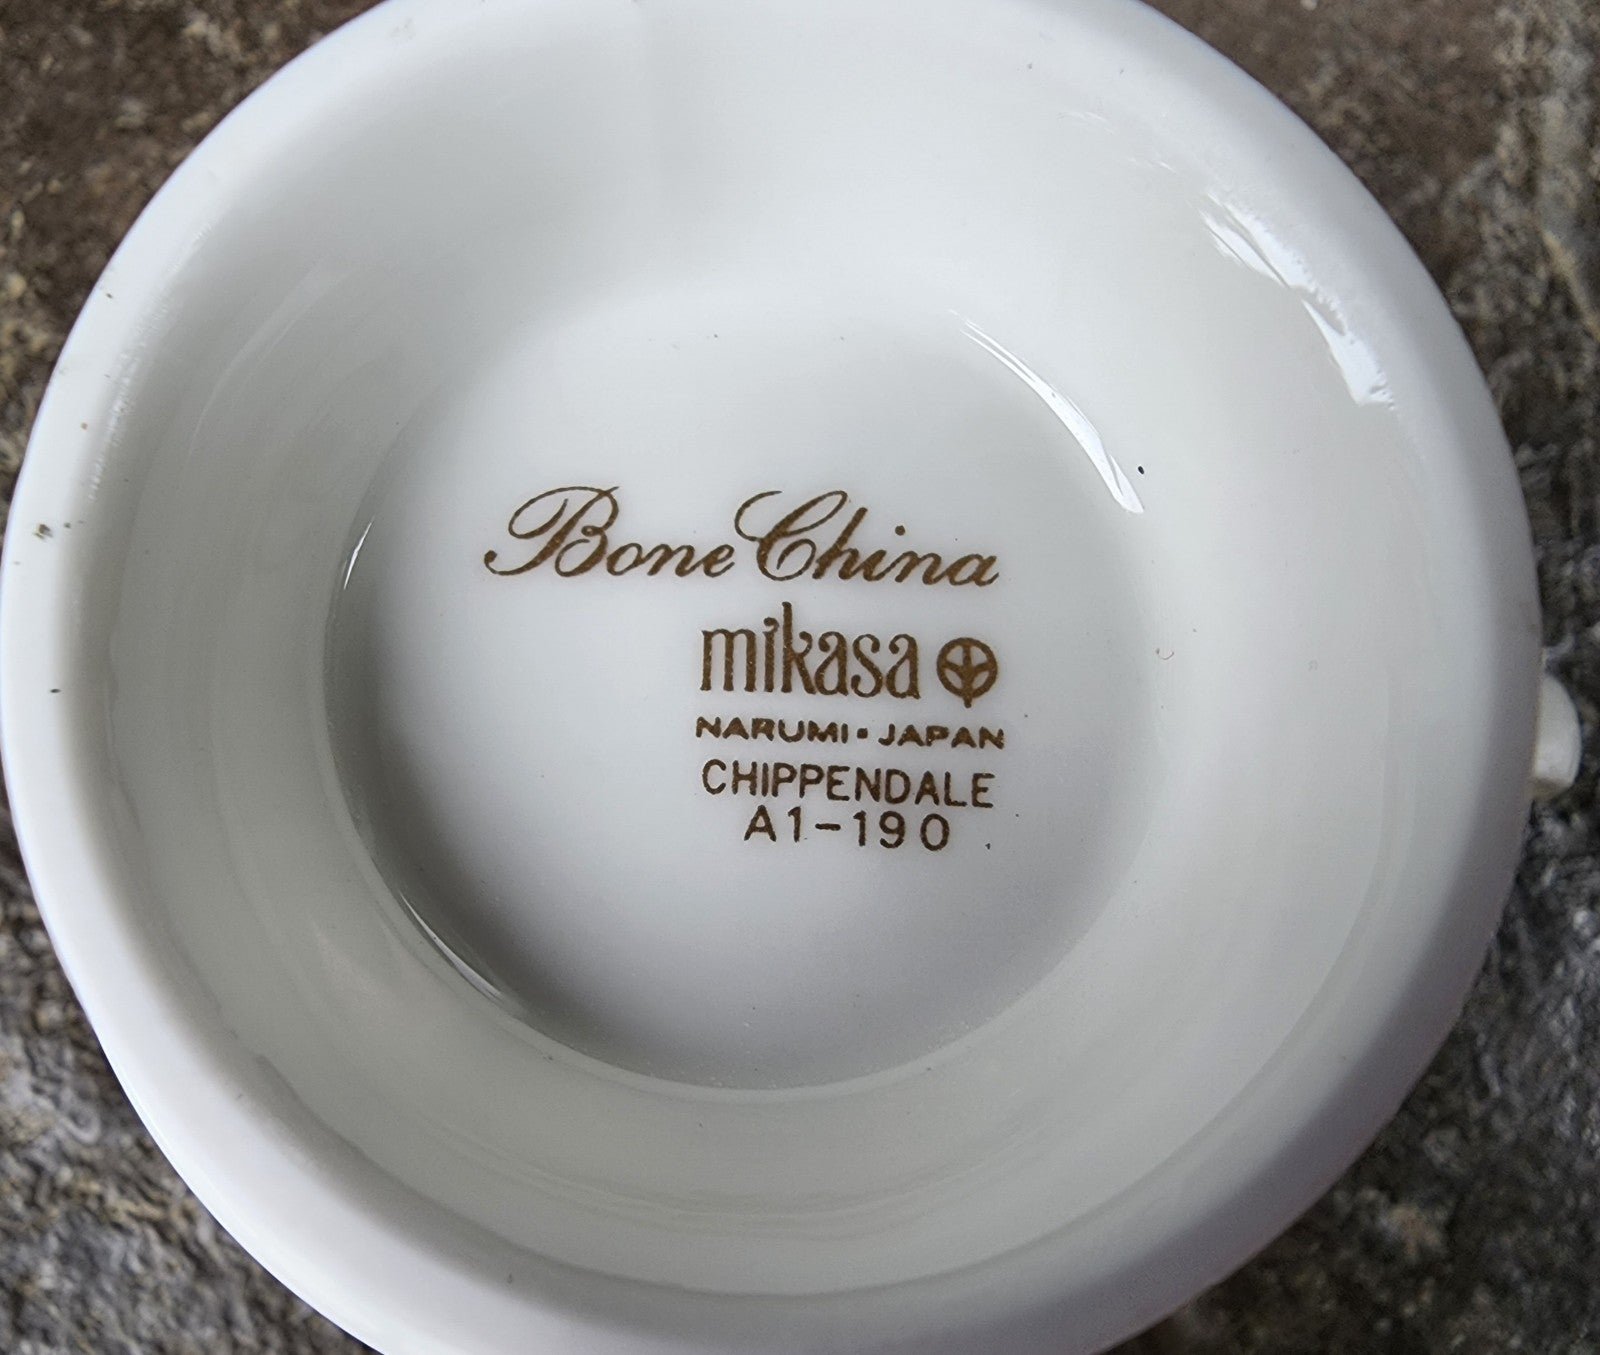 Bone China
mikasa
NARUMI • JAPAN
CHIPPENDALE
A1-190